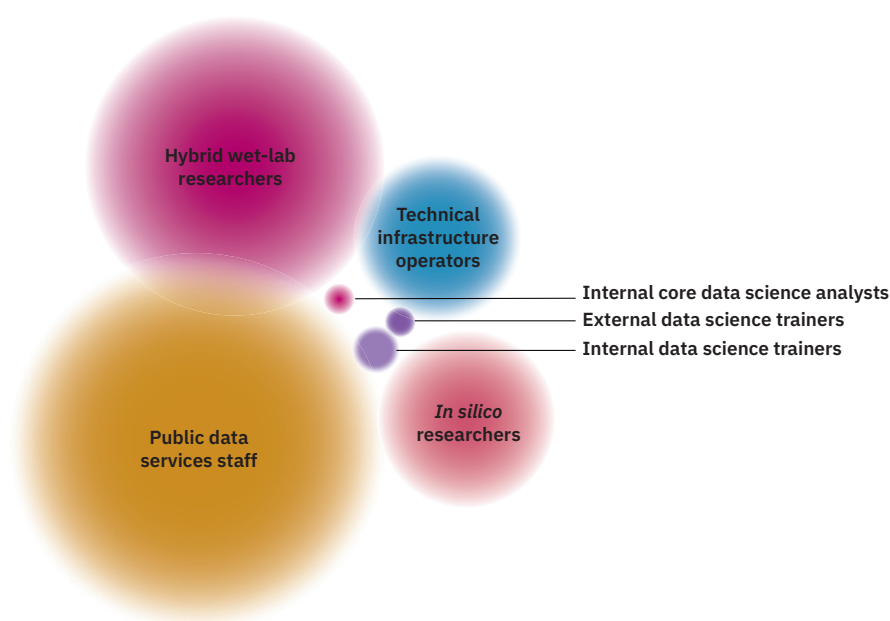 Hybrid wet-lab
researchers
Technical
infrastructure
operators
Internal core data science analysts
External data science trainers
Internal data science trainers
In silico
researchers
Public data
services staff